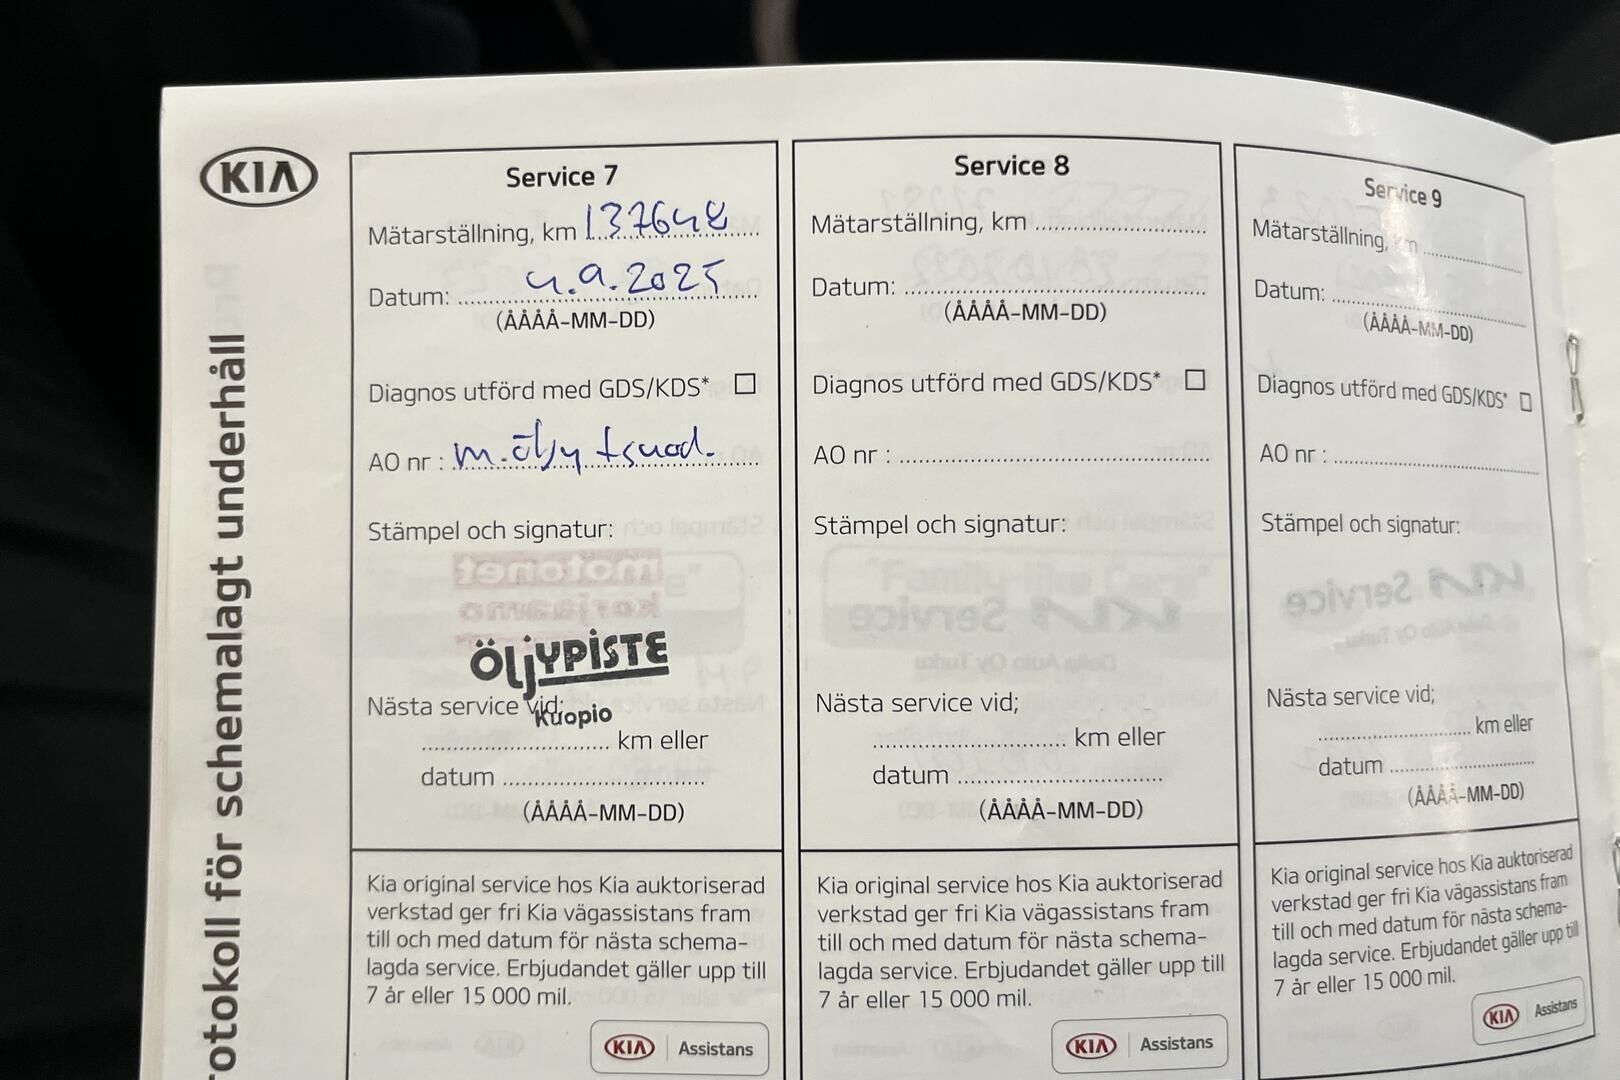 KIA
rotokoll för schemalagt underhåll
Service 7
Mätarställning, km 137648
Datum: 4.9.2025
(ÅÅÅÅ-MM-DD)
Diagnos utförd med GDS/KDS*
AO nr : m.öljy +suod.
Stämpel och signatur:
ÖljYPiSTE
Kuopio
Nästa service vid;
km eller
datum
(ÅÅÅÅ-MM-DD)
Kia original service hos Kia auktoriserad
verkstad ger fri Kia vägassistans fram
till och med datum för nästa schema-
lagda service. Erbjudandet gäller upp till
7 år eller 15 000 mil.
KIA Assistans
Service 8
Mätarställning, km
Datum:
(ÅÅÅÅ-MM-DD)
Diagnos utförd med GDS/KDS*
AO nr :
Stämpel och signatur:
Nästa service vid;
km eller
datum
(ÅÅÅÅ-MM-DD)
Kia original service hos Kia auktoriserad
verkstad ger fri Kia vägassistans fram
till och med datum för nästa schema-
lagda service. Erbjudandet gäller upp till
7 år eller 15 000 mil.
KIA Assistans
Service 9
Mätarställning, km
Datum:
(ÅÅÅÅ-MM-DD)
Diagnos utförd med GDS/KDS*
AO nr :
Stämpel och signatur:
Nästa service vid;
km eller
datum
(ÅÅÅÅ-MM-DD)
Kia original service hos Kia auktoriserad
verkstad ger fri Kia vägassistans fram
till och med datum för nästa schema-
lagda service. Erbjudandet gäller upp till
7 år eller 15 000 mil.
KIA Assistans